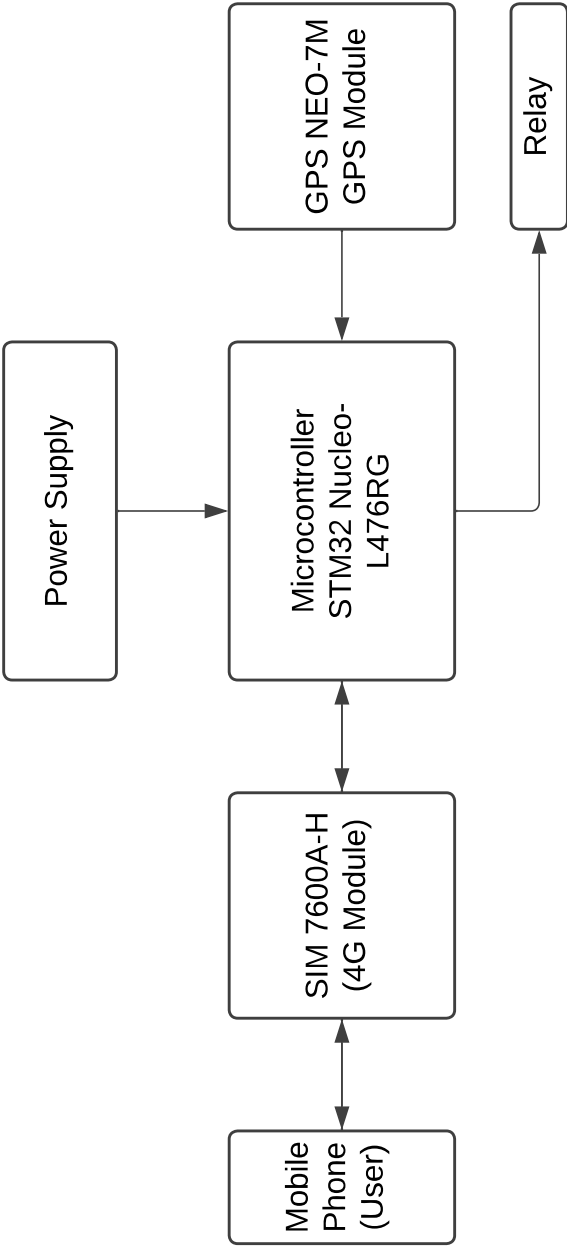 GPS NEO-7M
GPS Module
Relay
Power Supply
Microcontroller
STM32 Nucleo-
L476RG
SIM 7600A-H
(4G Module)
Mobile
Phone
(User)